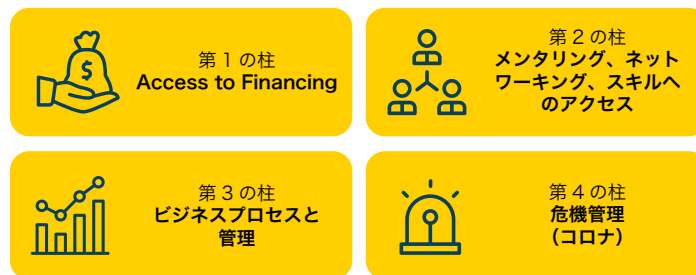 第1の柱
Access to Financing
第2の柱
メンタリング、ネット
ワーキング、スキルへ
のアクセス
第3の柱
ビジネスプロセスと
管理
第4の柱
危機管理
（コロナ）